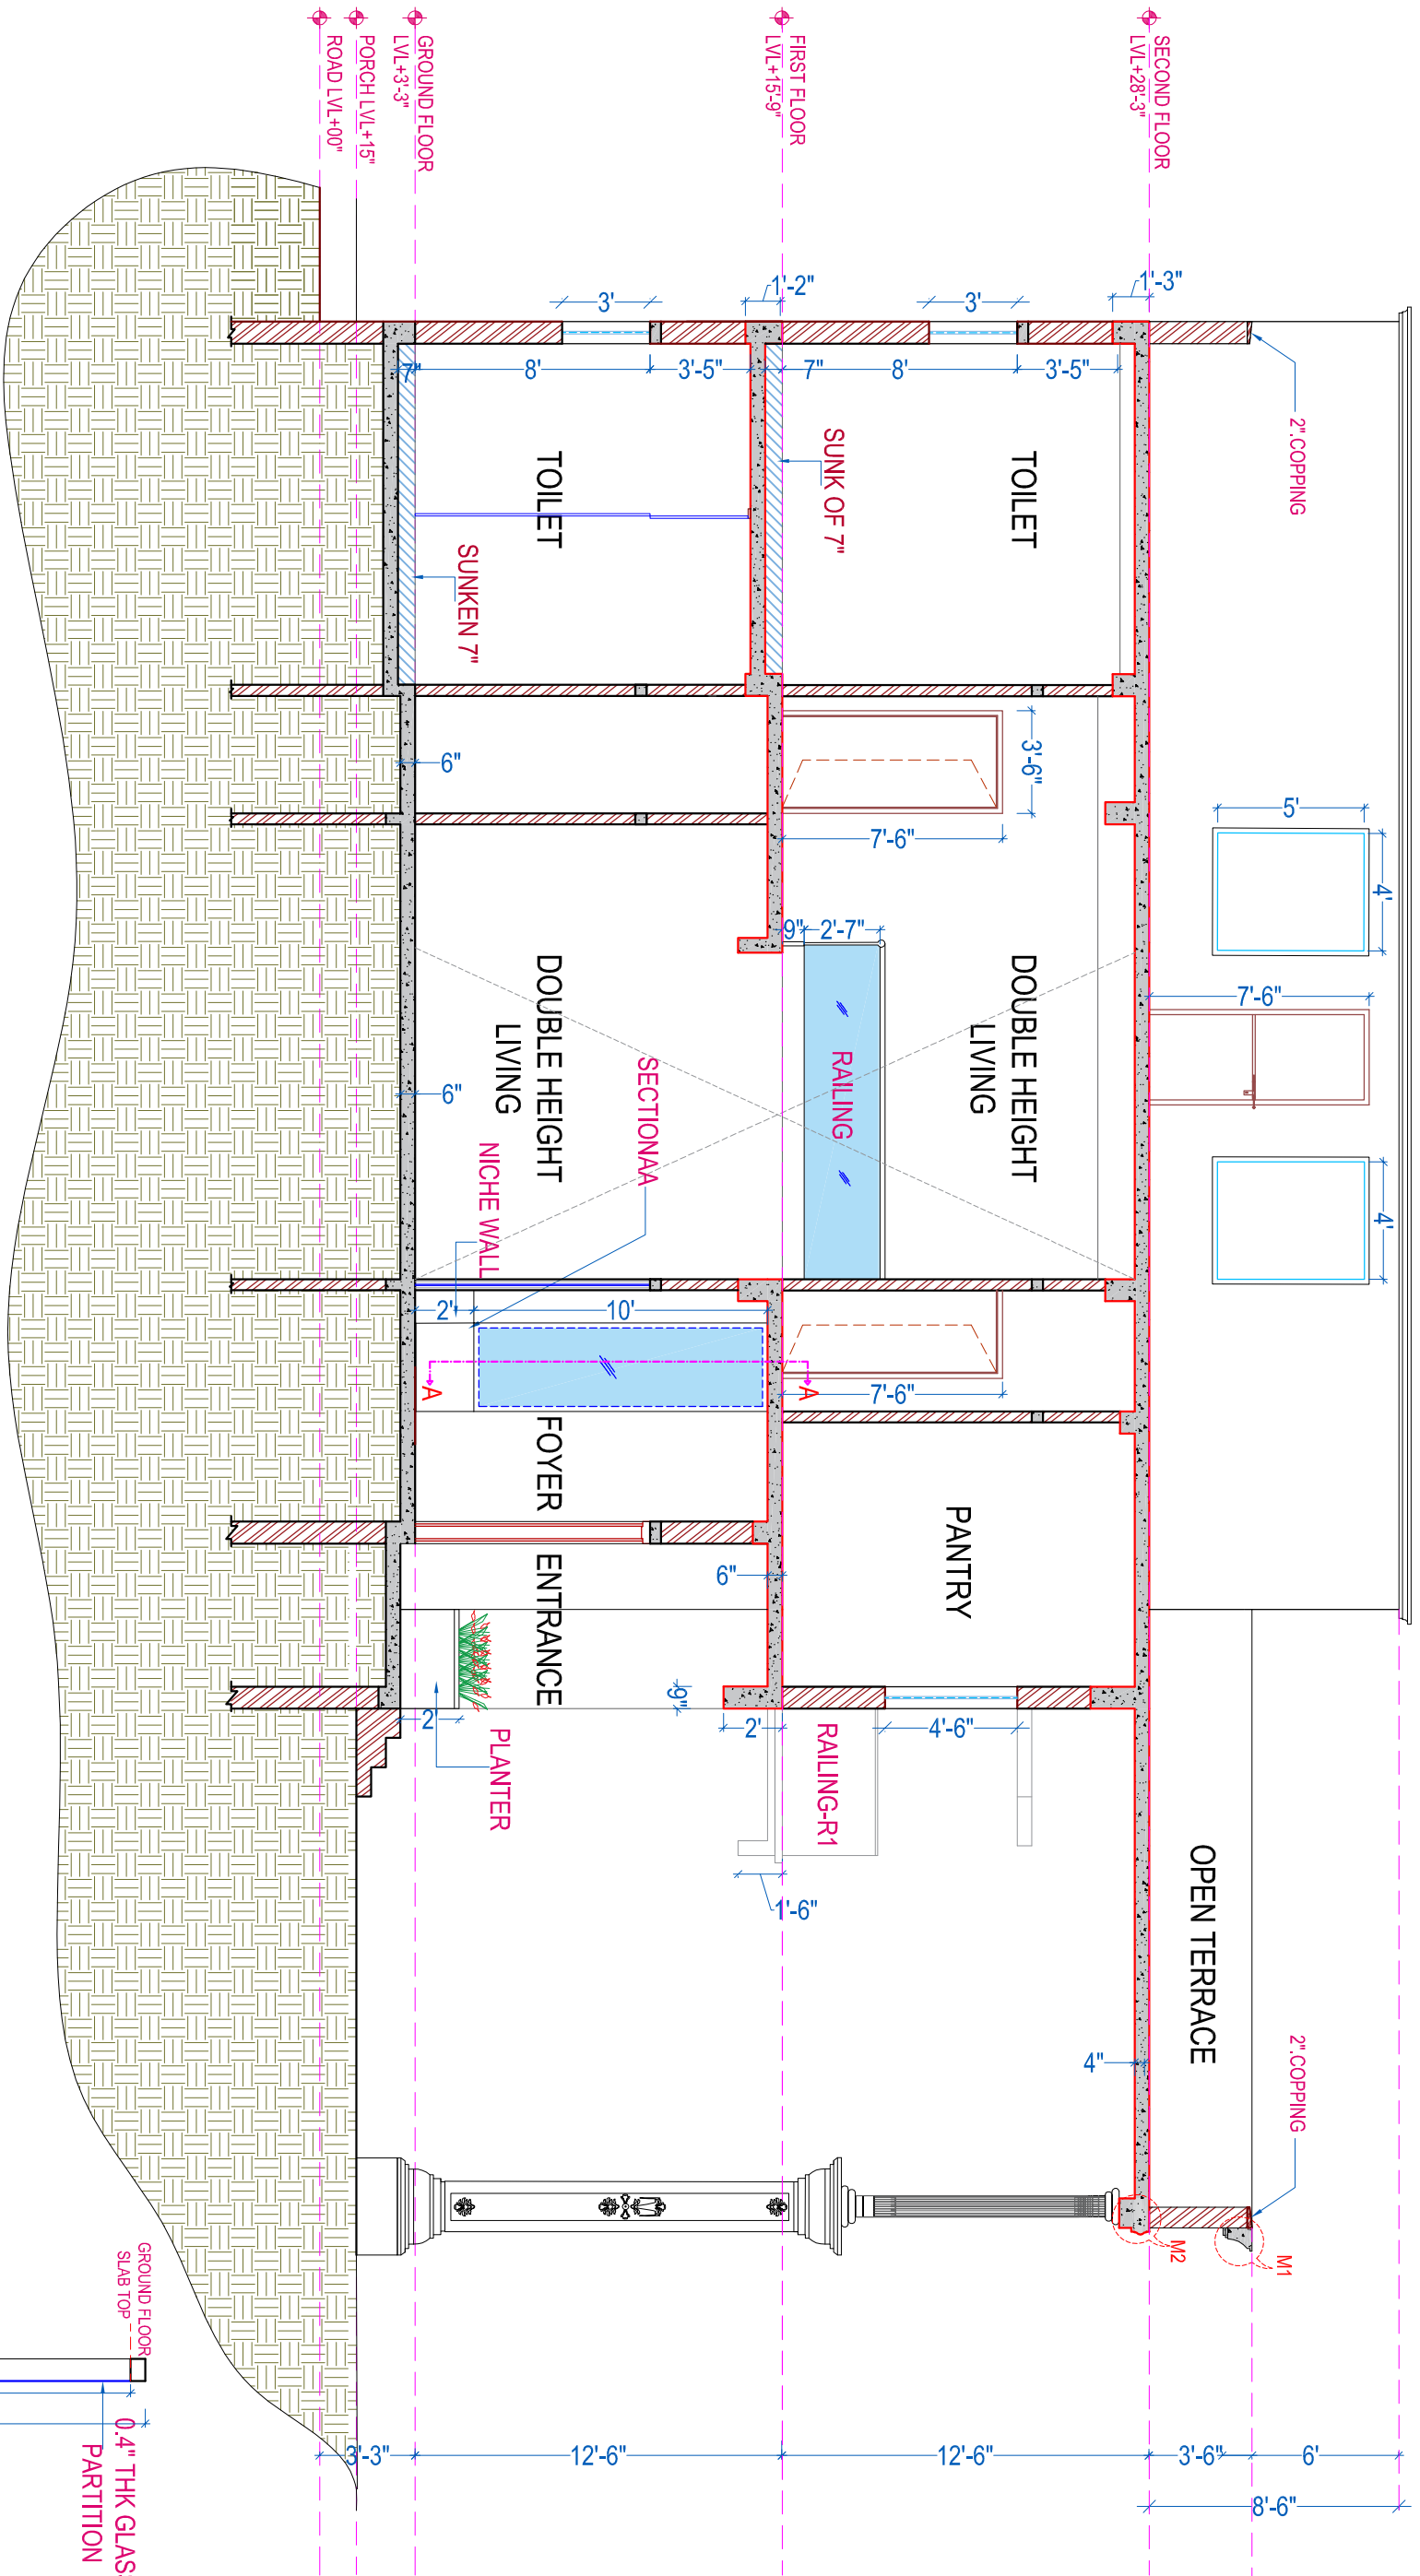 2".COPPING
5'
4'
7'-6"
4'
OPEN TERRACE
2".COPPING
M1
M2
6'
3'-6"
8'-6"
SECOND FLOOR
LVL+28'-3"
1'-3"
3'
3'-5"
8'
7"
TOILET
SUNK OF 7"
3'-6"
7'-6"
DOUBLE HEIGHT
LIVING
2'-7"
9"
RAILING
7'-6"
PANTRY
4'-6"
RAILING-R1
4"
12'-6"
FIRST FLOOR
LVL+15'-9"
1'-2"
3'
3'-5"
8'
7"
TOILET
SUNKEN 7"
6"
DOUBLE HEIGHT
LIVING
6"
SECTIONAA
NICHE WALL
10'
2'
A
A
FOYER
6"
ENTRANCE
9"
2'
1'-6"
PLANTER
2'
12'-6"
GROUND FLOOR
LVL+3'-3"
PORCH LVL+15"
ROAD LVL+00"
3'-3"
GROUND FLOOR
SLAB TOP
0.4" THK GLAS
PARTITION